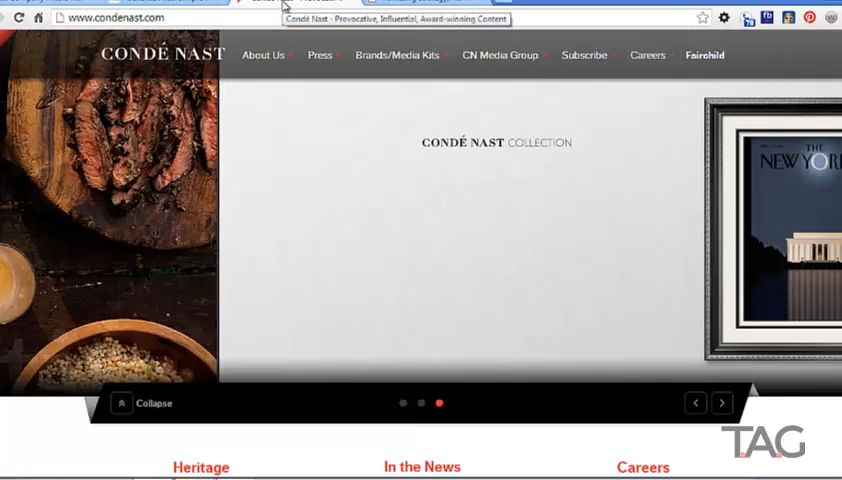 www.condenast.com
Condé Nast - Provocative, Influential, Award-winning Content
CONDÉ NAST
About Us
Press
Brands/Media Kits
CN Media Group
Subscribe
Careers
Fairchild
CONDÉ NAST COLLECTION
THE
NEW YOR
Collapse
TAG
Heritage
In the News
Careers